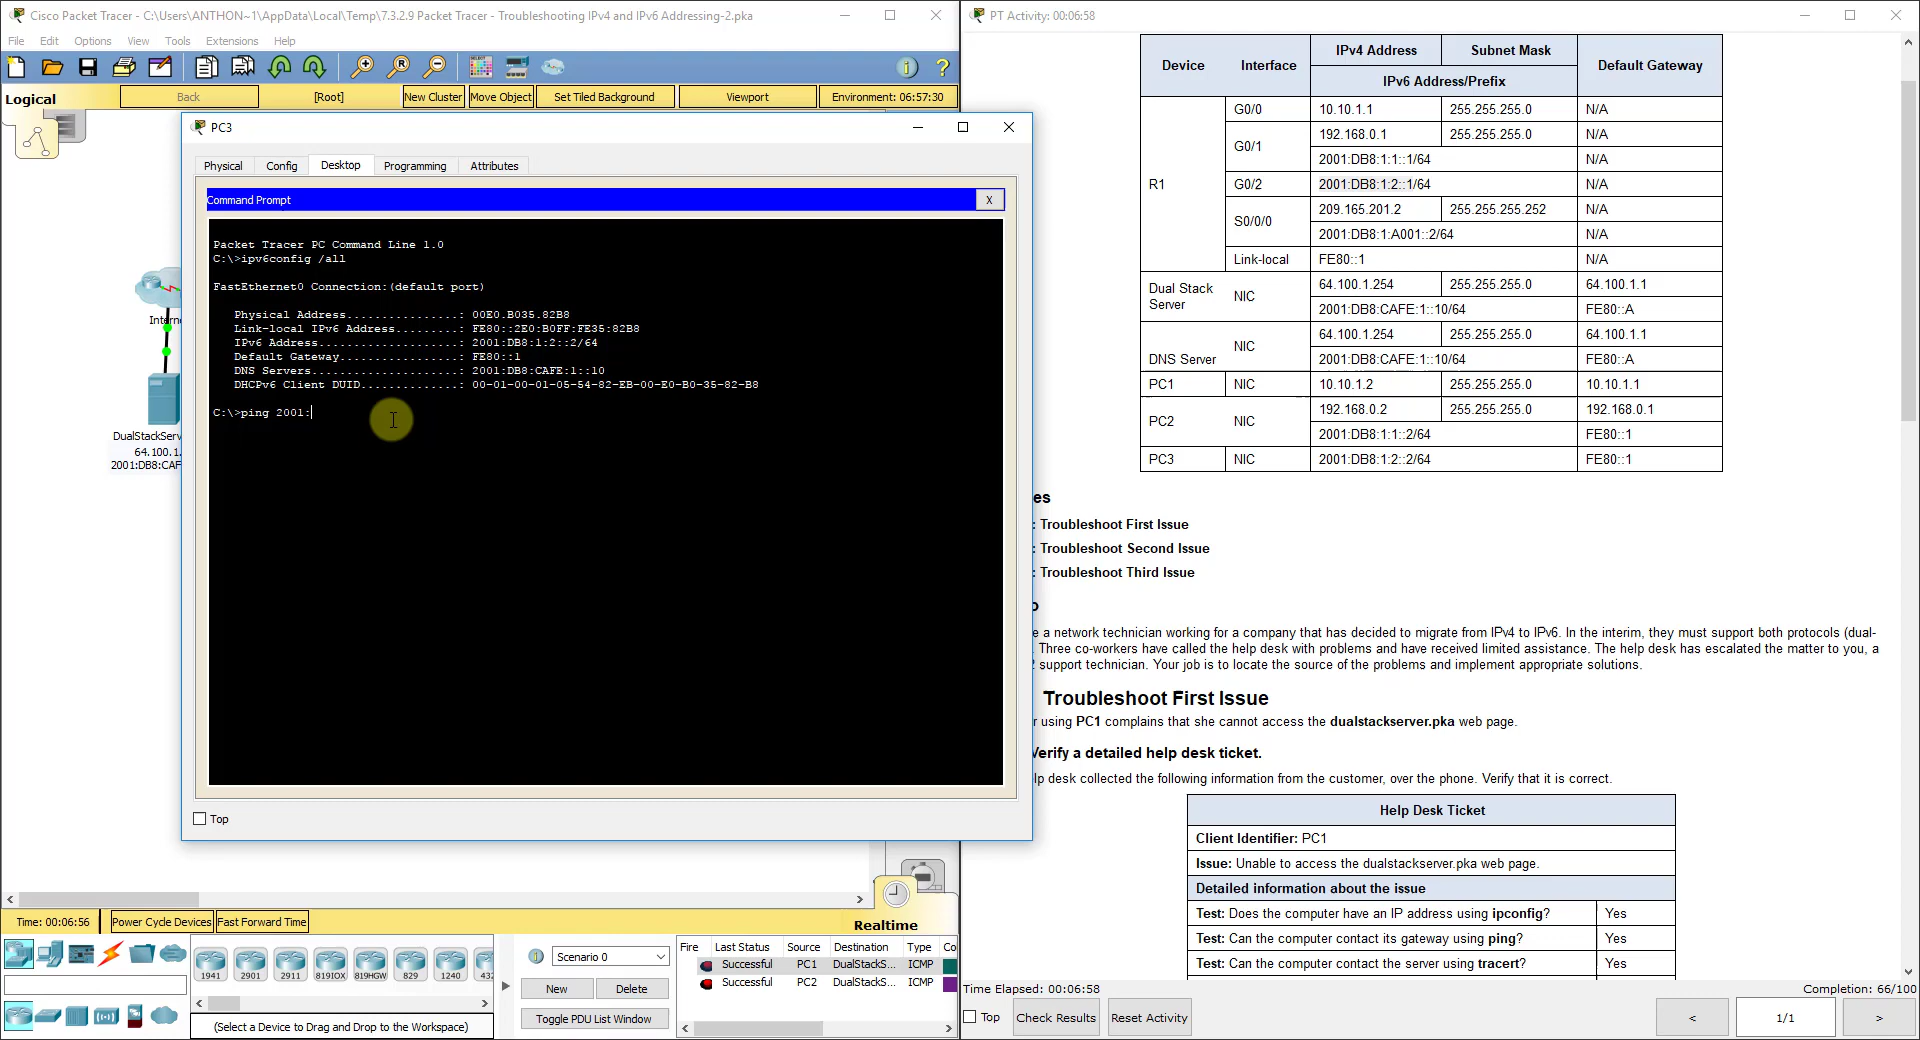 Cisco Packet Tracer - C:\Users\ANTHON~1\AppData\Local\Temp\7.3.2.9 Packet Tracer - Troubleshooting IPv4 and IPv6 Addressing-2.pka
File Edit Options View Tools Extensions Help
Logical
Back
[Root]
New Cluster
Move Object
Set Tiled Background
Viewport
Environment: 06:57:30
PC3
Physical Config Desktop Programming Attributes
Command Prompt
X
Packet Tracer PC Command Line 1.0
C:\>ipv6config /all
FastEthernet0 Connection:(default port)
Physical Address................: 00E0.B035.82B8
Link-local IPv6 Address.........: FE80::2E0:B0FF:FE35:82B8
IPv6 Address....................: 2001:DB8:1:2::2/64
Default Gateway.................: FE80::1
DNS Servers.....................: 2001:DB8:CAFE:1::10
DHCPv6 Client DUID..............: 00-01-00-01-05-54-82-EB-00-E0-B0-35-82-B8
C:\>ping 2001:
Top
Intern
DualStackServ
64.100.1.
2001:DB8:CAF
Time: 00:06:56
Power Cycle Devices
Fast Forward Time
Realtime
1941 2901 2911 819IOX 819HGW 829 1240 432
(Select a Device to Drag and Drop to the Workspace)
Scenario 0
New Delete
Toggle PDU List Window
Fire Last Status Source Destination Type Co
Successful PC1 DualStackS... ICMP
Successful PC2 DualStackS... ICMP
PT Activity: 00:06:58
Device Interface IPv4 Address Subnet Mask Default Gateway
IPv6 Address/Prefix
R1
G0/0 10.10.1.1 255.255.255.0 N/A
G0/1 192.168.0.1 255.255.255.0 N/A
2001:DB8:1:1::1/64 N/A
G0/2 2001:DB8:1:2::1/64 N/A
S0/0/0 209.165.201.2 255.255.255.252 N/A
2001:DB8:1:A001::2/64 N/A
Link-local FE80::1 N/A
Dual Stack Server NIC 64.100.1.254 255.255.255.0 64.100.1.1
2001:DB8:CAFE:1::10/64 FE80::A
DNS Server NIC 64.100.1.254 255.255.255.0 64.100.1.1
2001:DB8:CAFE:1::10/64 FE80::A
PC1 NIC 10.10.1.2 255.255.255.0 10.10.1.1
PC2 NIC 192.168.0.2 255.255.255.0 192.168.0.1
2001:DB8:1:1::2/64 FE80::1
PC3 NIC 2001:DB8:1:2::2/64 FE80::1
es
: Troubleshoot First Issue
: Troubleshoot Second Issue
: Troubleshoot Third Issue
o
e a network technician working for a company that has decided to migrate from IPv4 to IPv6. In the interim, they must support both protocols (dual-
. Three co-workers have called the help desk with problems and have received limited assistance. The help desk has escalated the matter to you, a
2 support technician. Your job is to locate the source of the problems and implement appropriate solutions.
Troubleshoot First Issue
r using PC1 complains that she cannot access the dualstackserver.pka web page.
Verify a detailed help desk ticket.
lp desk collected the following information from the customer, over the phone. Verify that it is correct.
Help Desk Ticket
Client Identifier: PC1
Issue: Unable to access the dualstackserver.pka web page.
Detailed information about the issue
Test: Does the computer have an IP address using ipconfig? Yes
Test: Can the computer contact its gateway using ping? Yes
Test: Can the computer contact the server using tracert? Yes
Time Elapsed: 00:06:58
Completion: 66/100
Top
Check Results
Reset Activity
<
1/1
>